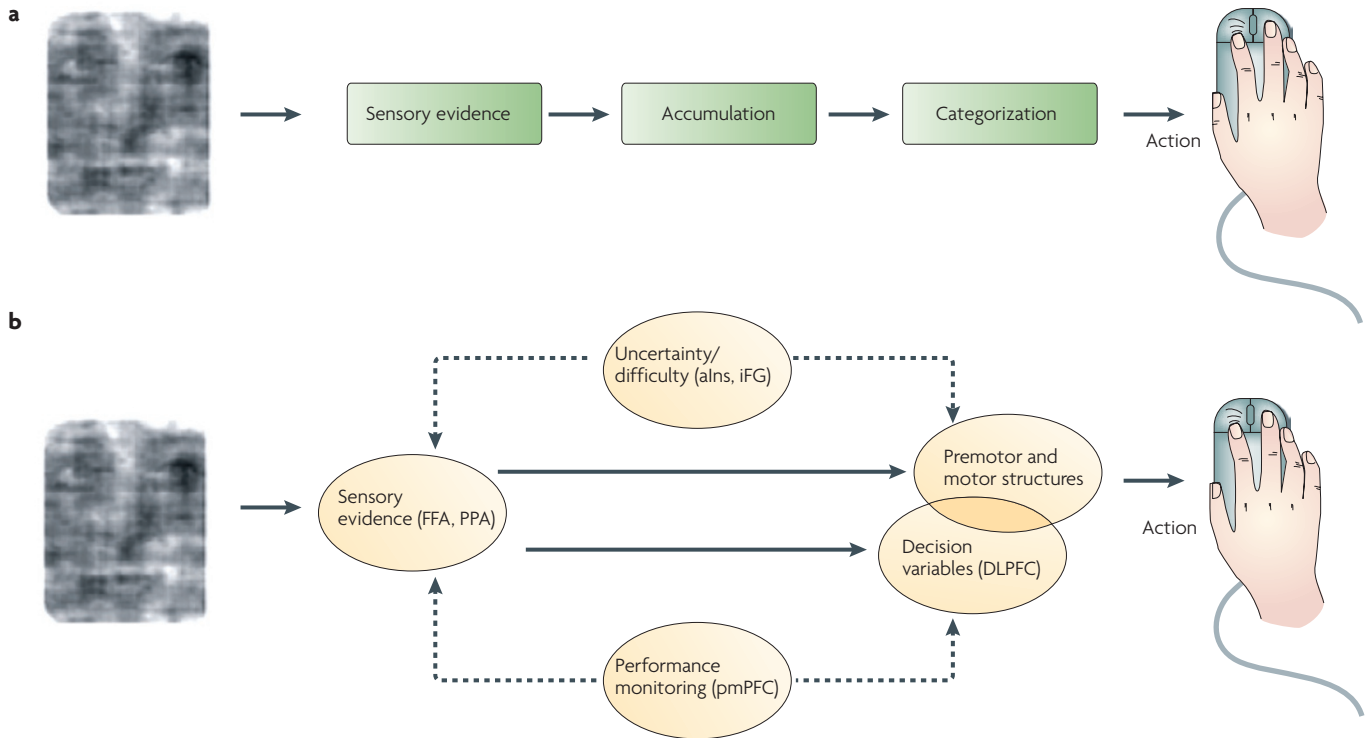 a
Sensory evidence
Accumulation
Categorization
Action
b
Uncertainty/
difficulty (aIns, iFG)
Premotor and
motor structures
Sensory
evidence (FFA, PPA)
Action
Decision
variables (DLPFC)
Performance
monitoring (pmPFC)